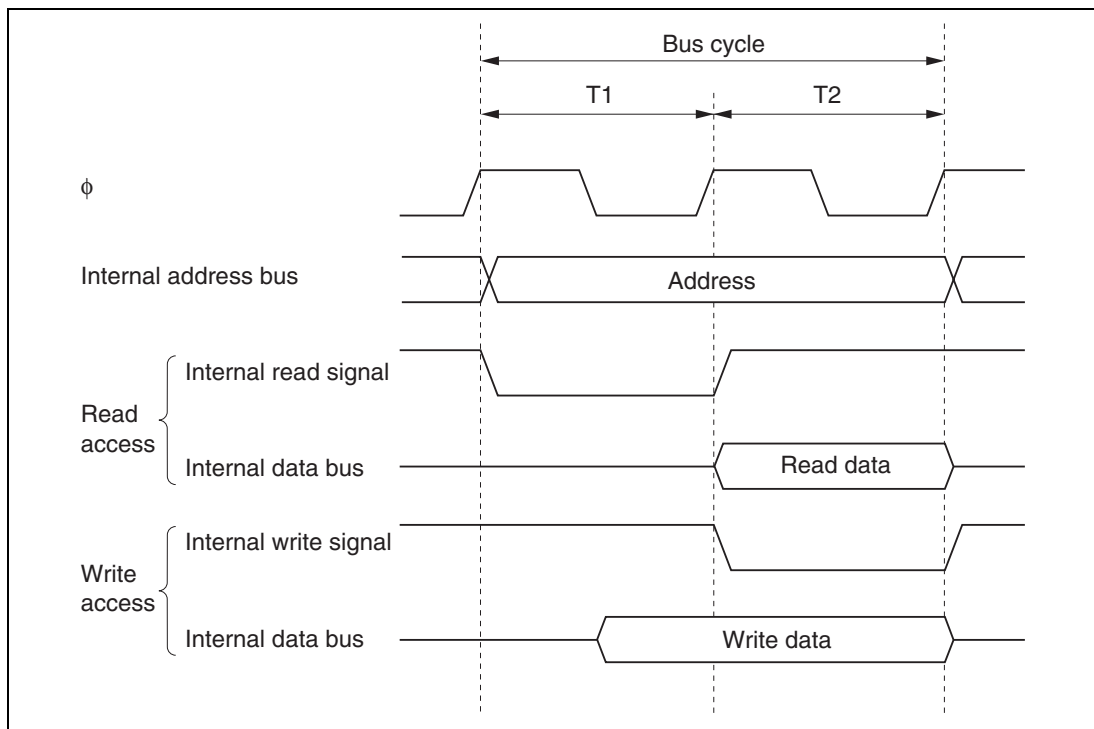 Bus cycle
T1
T2
ϕ
Internal address bus
Address
Internal read signal
Read
access
Internal data bus
Read data
Internal write signal
Write
access
Internal data bus
Write data